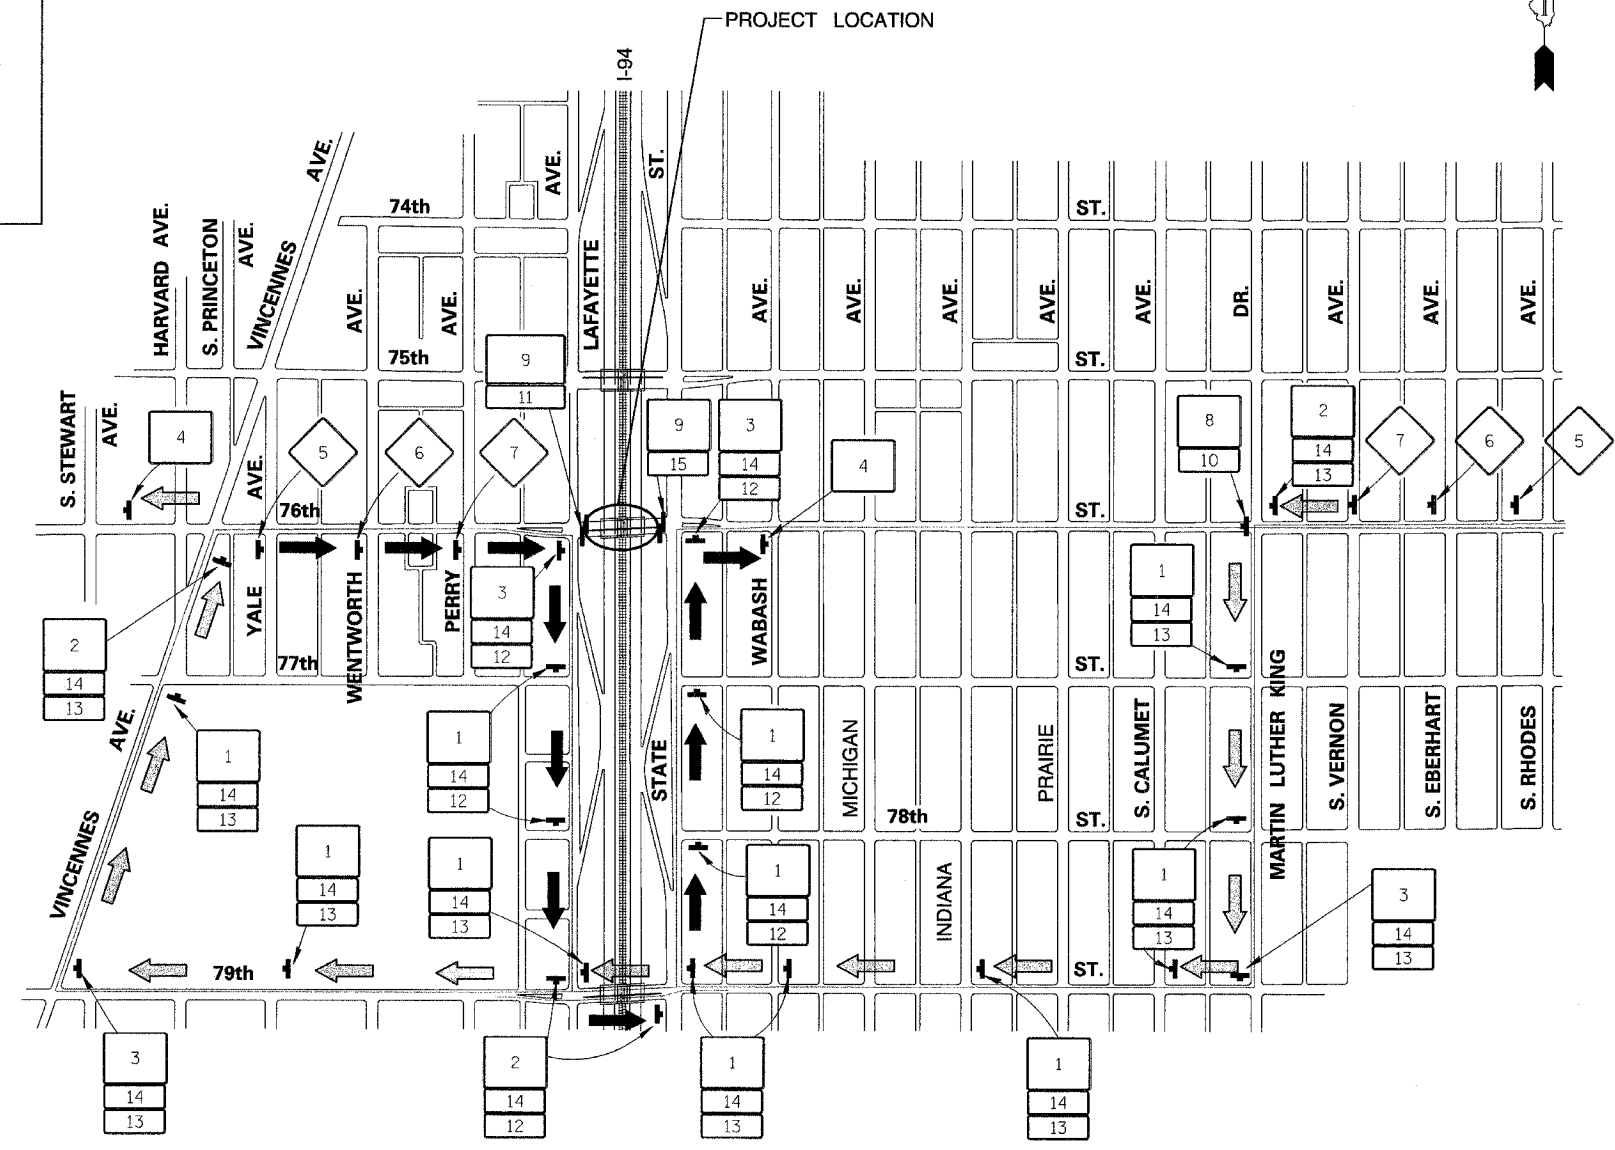 PROJECT LOCATION
I-94
AVE.
AVE.
ST.
74th
ST.
HARVARD AVE.
S. PRINCETON
AVE.
VINCENNES
AVE.
AVE.
LAFAYETTE
AVE.
AVE.
AVE.
AVE.
AVE.
DR.
AVE.
AVE.
AVE.
75th
ST.
9
11
S. STEWART
AVE.
4
AVE.
5
6
7
9
15
3
14
12
4
8
10
2
14
13
7
6
5
76th
ST.
YALE
WENTWORTH
PERRY
3
14
12
WABASH
1
14
13
2
14
13
77th
ST.
AVE.
1
14
13
1
14
12
STATE
1
14
12
MICHIGAN
PRAIRIE
S. CALUMET
MARTIN LUTHER KING
S. VERNON
S. EBERHART
S. RHODES
78th
ST.
VINCENNES
1
14
13
1
14
13
1
14
12
INDIANA
1
14
13
3
14
13
79th
ST.
3
14
13
2
14
12
1
14
13
1
14
13